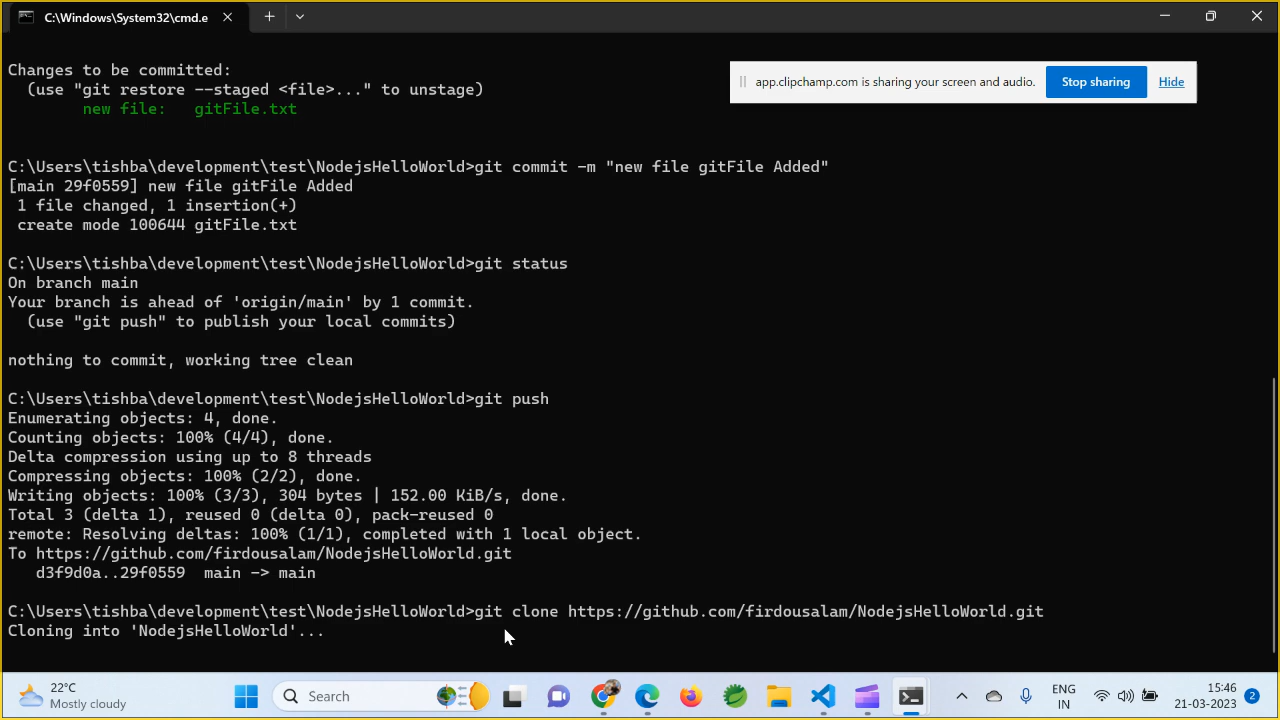 C:\Windows\System32\cmd.e
Changes to be committed:
(use "git restore --staged <file>..." to unstage)
new file:   gitFile.txt
app.clipchamp.com is sharing your screen and audio.
Stop sharing
Hide
C:\Users\tishba\development\test\NodejsHelloWorld>git commit -m "new file gitFile Added"
[main 29f0559] new file gitFile Added
1 file changed, 1 insertion(+)
create mode 100644 gitFile.txt
C:\Users\tishba\development\test\NodejsHelloWorld>git status
On branch main
Your branch is ahead of 'origin/main' by 1 commit.
(use "git push" to publish your local commits)
nothing to commit, working tree clean
C:\Users\tishba\development\test\NodejsHelloWorld>git push
Enumerating objects: 4, done.
Counting objects: 100% (4/4), done.
Delta compression using up to 8 threads
Compressing objects: 100% (2/2), done.
Writing objects: 100% (3/3), 304 bytes | 152.00 KiB/s, done.
Total 3 (delta 1), reused 0 (delta 0), pack-reused 0
remote: Resolving deltas: 100% (1/1), completed with 1 local object.
To https://github.com/firdousalam/NodejsHelloWorld.git
d3f9d0a..29f0559  main -> main
C:\Users\tishba\development\test\NodejsHelloWorld>git clone https://github.com/firdousalam/NodejsHelloWorld.git
Cloning into 'NodejsHelloWorld'...
22°C
Mostly cloudy
Search
ENG
IN
15:46
21-03-2023
2